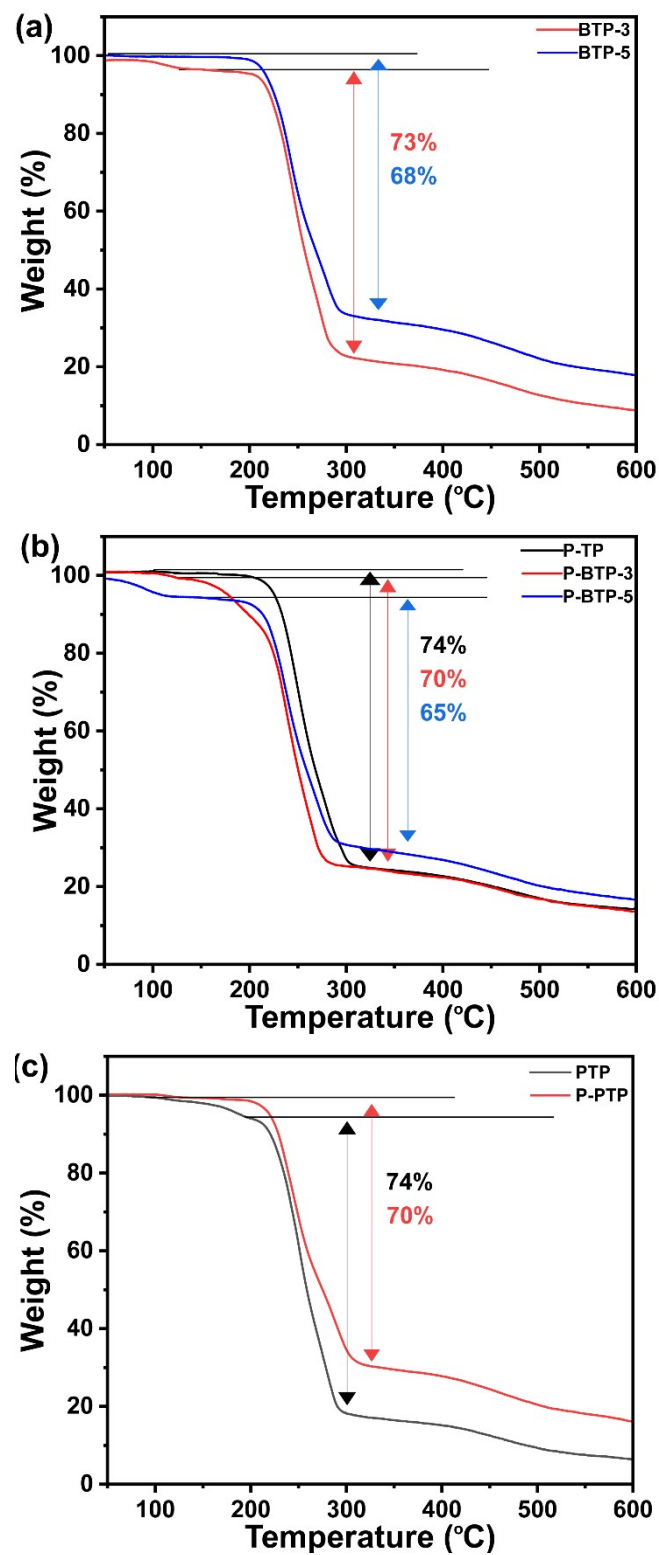 (a)
BTP-3
BTP-5
100
80
60
40
20
0
Weight (%)
73%
68%
100 200 300 400 500 600
Temperature (°C)
(b)
P-TP
P-BTP-3
P-BTP-5
100
80
60
40
20
0
Weight (%)
74%
70%
65%
100 200 300 400 500 600
Temperature (°C)
(c)
PTP
P-PTP
100
80
60
40
20
0
Weight (%)
74%
70%
100 200 300 400 500 600
Temperature (°C)